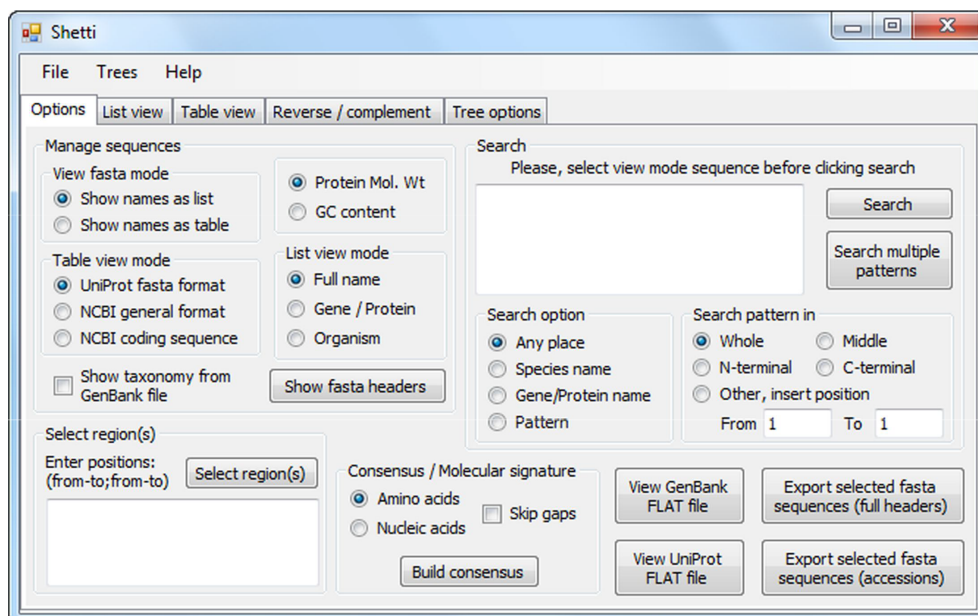 Shetti
File Trees Help
Options List view Table view Reverse / complement Tree options
Manage sequences
View fasta mode
Show names as list
Show names as table
Protein Mol. Wt
GC content
Table view mode
UniProt fasta format
NCBI general format
NCBI coding sequence
List view mode
Full name
Gene / Protein
Organism
Show taxonomy from
GenBank file
Show fasta headers
Search
Please, select view mode sequence before clicking search
Search
Search multiple
patterns
Search option
Any place
Species name
Gene/Protein name
Pattern
Search pattern in
Whole Middle
N-terminal C-terminal
Other, insert position
From 1 To 1
Select region(s)
Enter positions:
(from-to;from-to)
Select region(s)
Consensus / Molecular signature
Amino acids
Nucleic acids
Skip gaps
Build consensus
View GenBank
FLAT file
Export selected fasta
sequences (full headers)
View UniProt
FLAT file
Export selected fasta
sequences (accessions)